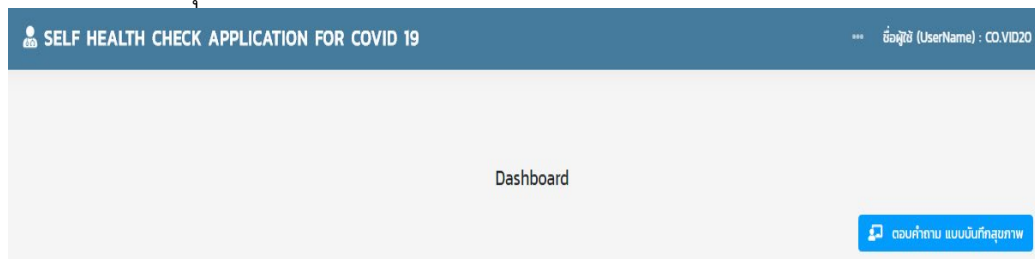 SELF HEALTH CHECK APPLICATION FOR COVID 19
ชื่อผู้ใช้ (UserName) : CO.VID20
Dashboard
ตอบคำถาม แบบบันทึกสุขภาพ